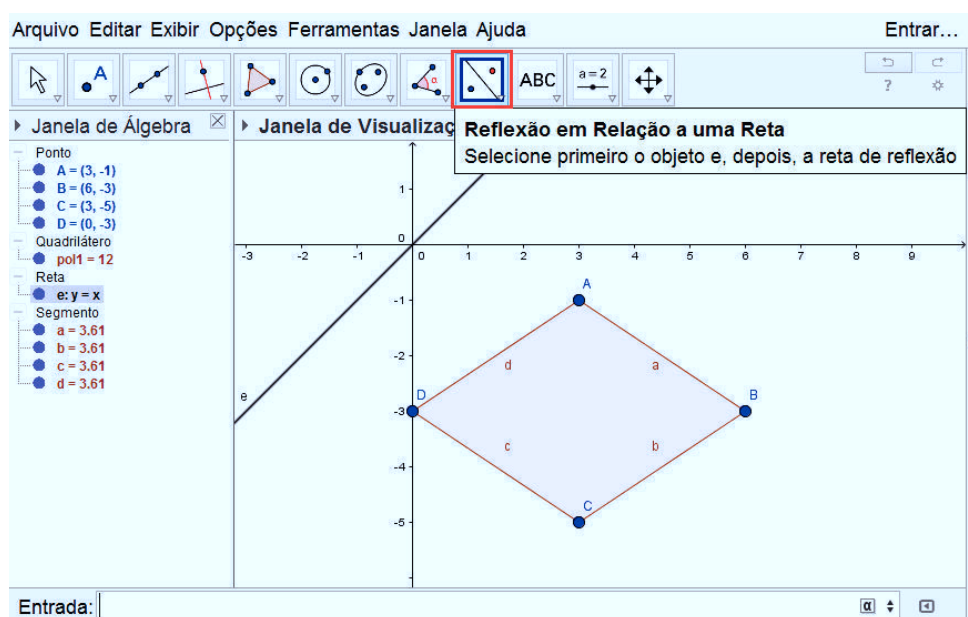 Arquivo Editar Exibir Opções Ferramentas Janela Ajuda Entrar...
A α ABC a = 2 ?
Janela de Álgebra
Janela de Visualizaç
Reflexão em Relação a uma Reta
Selecione primeiro o objeto e, depois, a reta de reflexão
Ponto
A = (3, -1)
B = (6, -3)
C = (3, -5)
D = (0, -3)
Quadrilátero
pol1 = 12
Reta
e: y = x
Segmento
a = 3.61
b = 3.61
c = 3.61
d = 3.61
1
0
-3 -2 -1 0 1 2 3 4 5 6 7 8 9
A
-1
-2
d a
e D B
-3
c b
-4
C
-5
Entrada: α